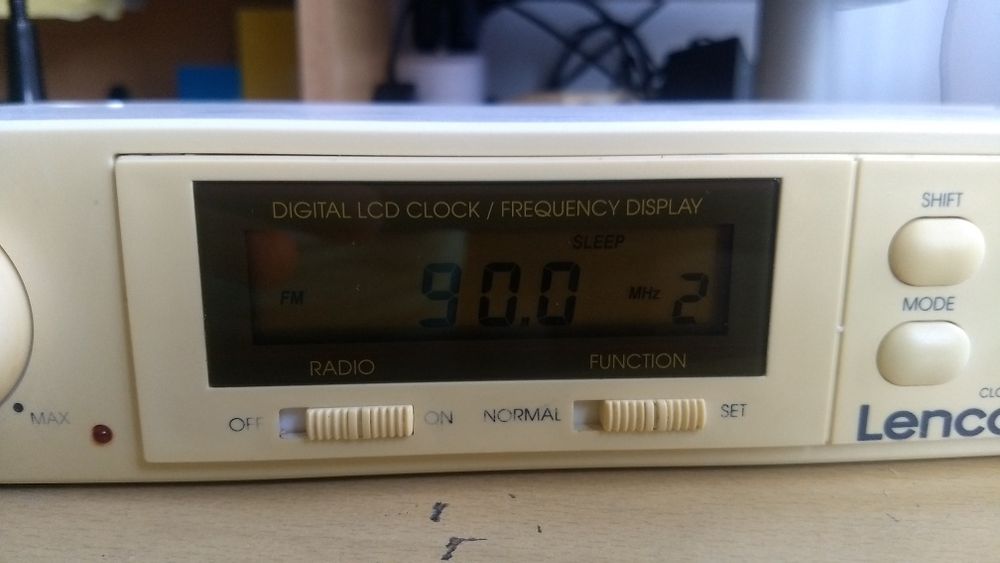 DIGITAL LCD CLOCK / FREQUENCY DISPLAY
SLEEP
FM 90.0 MHz 2
RADIO FUNCTION
OFF ON NORMAL SET
MAX
SHIFT
MODE
Lenco